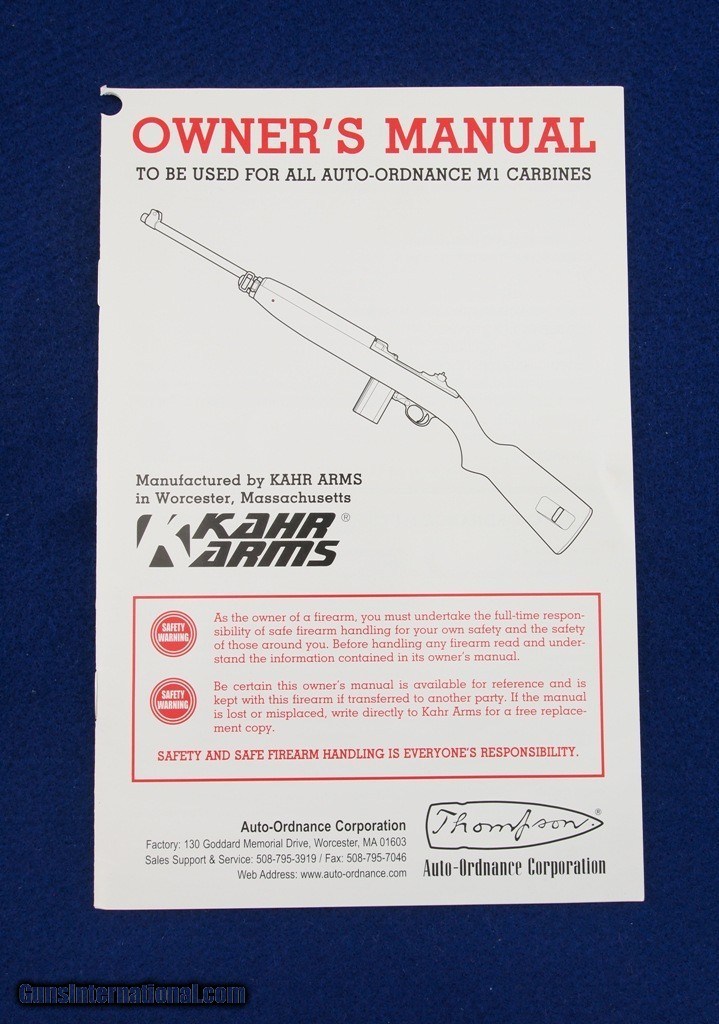 OWNER'S MANUAL
TO BE USED FOR ALL AUTO-ORDNANCE M1 CARBINES
Manufactured by KAHR ARMS
in Worcester, Massachusetts
K KAHR ®
ARMS
SAFETY
WARNING
As the owner of a firearm, you must undertake the full-time respon-
sibility of safe firearm handling for your own safety and the safety
of those around you. Before handling any firearm read and under-
stand the information contained in its owner's manual.
SAFETY
WARNING
Be certain this owner's manual is available for reference and is
kept with this firearm if transferred to another party. If the manual
is lost or misplaced, write directly to Kahr Arms for a free replace-
ment copy.
SAFETY AND SAFE FIREARM HANDLING IS EVERYONE'S RESPONSIBILITY.
Auto-Ordnance Corporation
Factory: 130 Goddard Memorial Drive, Worcester, MA 01603
Sales Support & Service: 508-795-3919 / Fax: 508-795-7046
Web Address: www.auto-ordnance.com
Thompson. ®
Auto-Ordnance Corporation
GunsInternational.com